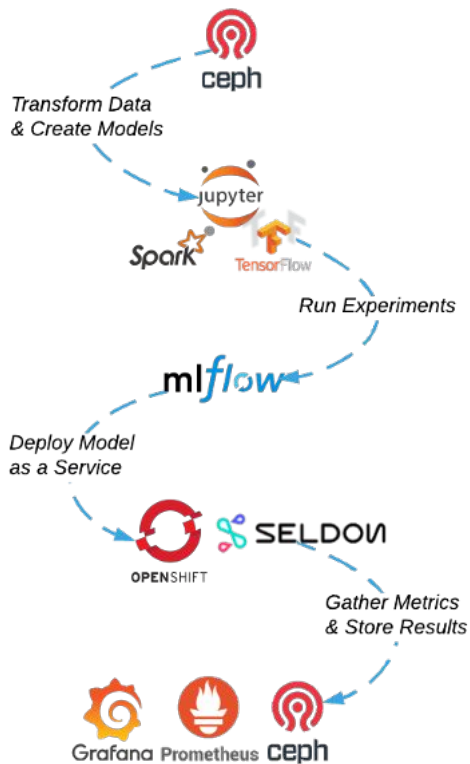 ceph
Transform Data
& Create Models
jupyter
Spark
TensorFlow
Run Experiments
mlflow
Deploy Model
as a Service
OPENSHIFT
SELDON
Gather Metrics
& Store Results
Grafana Prometheus ceph